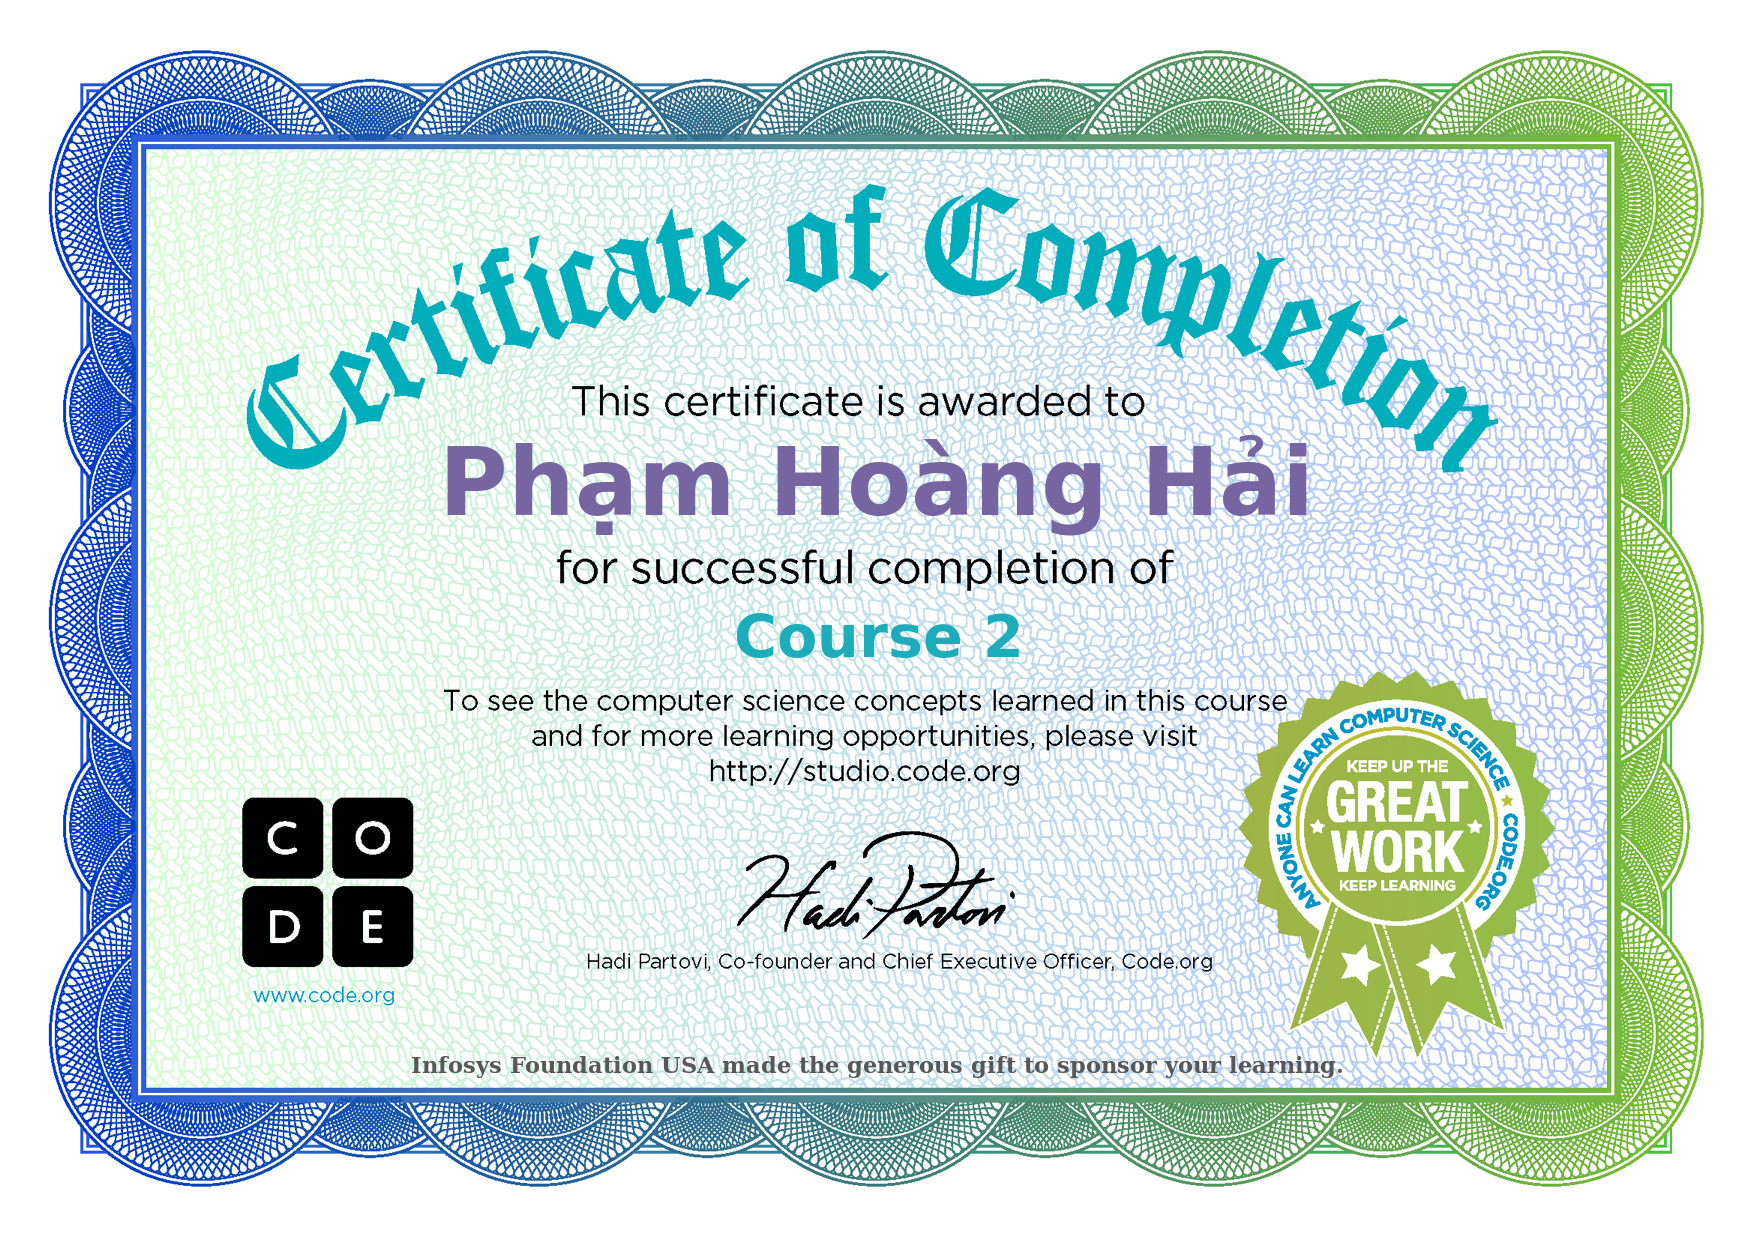 Certificate of Completion
This certificate is awarded to
Phạm Hoàng Hải
for successful completion of
Course 2
To see the computer science concepts learned in this course
and for more learning opportunities, please visit
http://studio.code.org
C O
D E
www.code.org
Hadi Partovi
Hadi Partovi, Co-founder and Chief Executive Officer, Code.org
ANYONE CAN LEARN COMPUTER SCIENCE ★ CODE.ORG
KEEP UP THE
GREAT
WORK
KEEP LEARNING
Infosys Foundation USA made the generous gift to sponsor your learning.